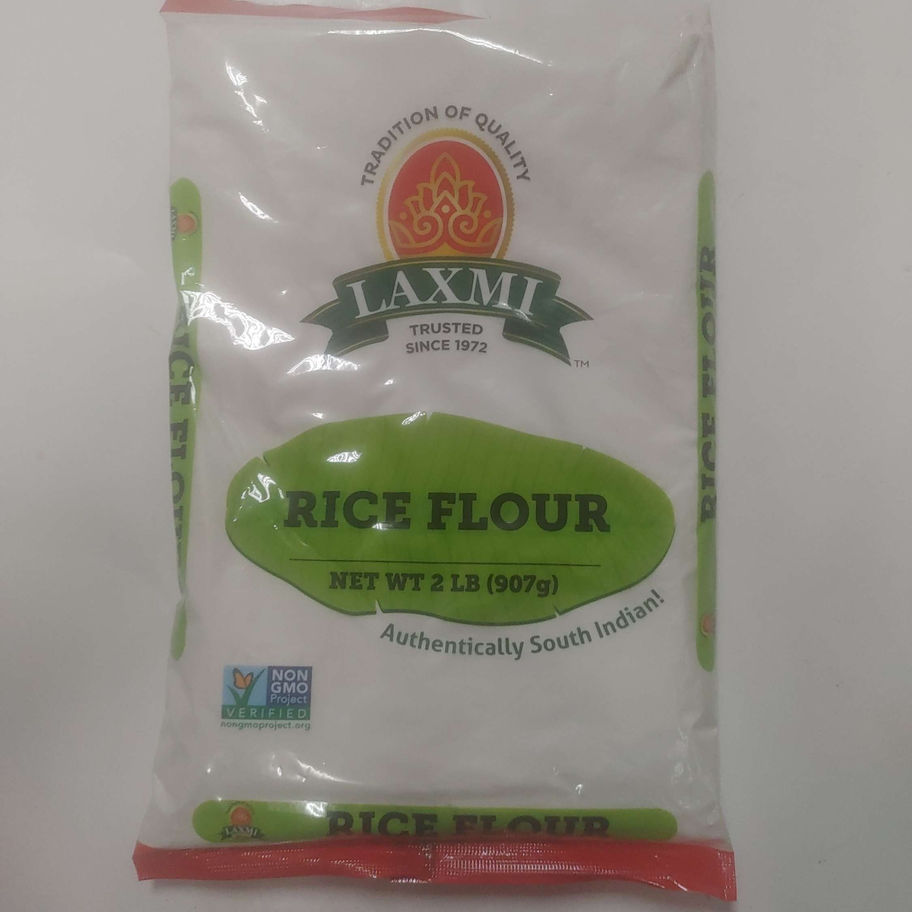 TRADITION OF QUALITY
LAXMI
TRUSTED
SINCE 1972
TM
RICE FLOUR
NET WT 2 LB (907g)
Authentically South Indian!
NON
GMO
Project
VERIFIED
nongmoproject.org
RICE FLOUR
RICE FLOUR
LAXMI
RICE FLOUR